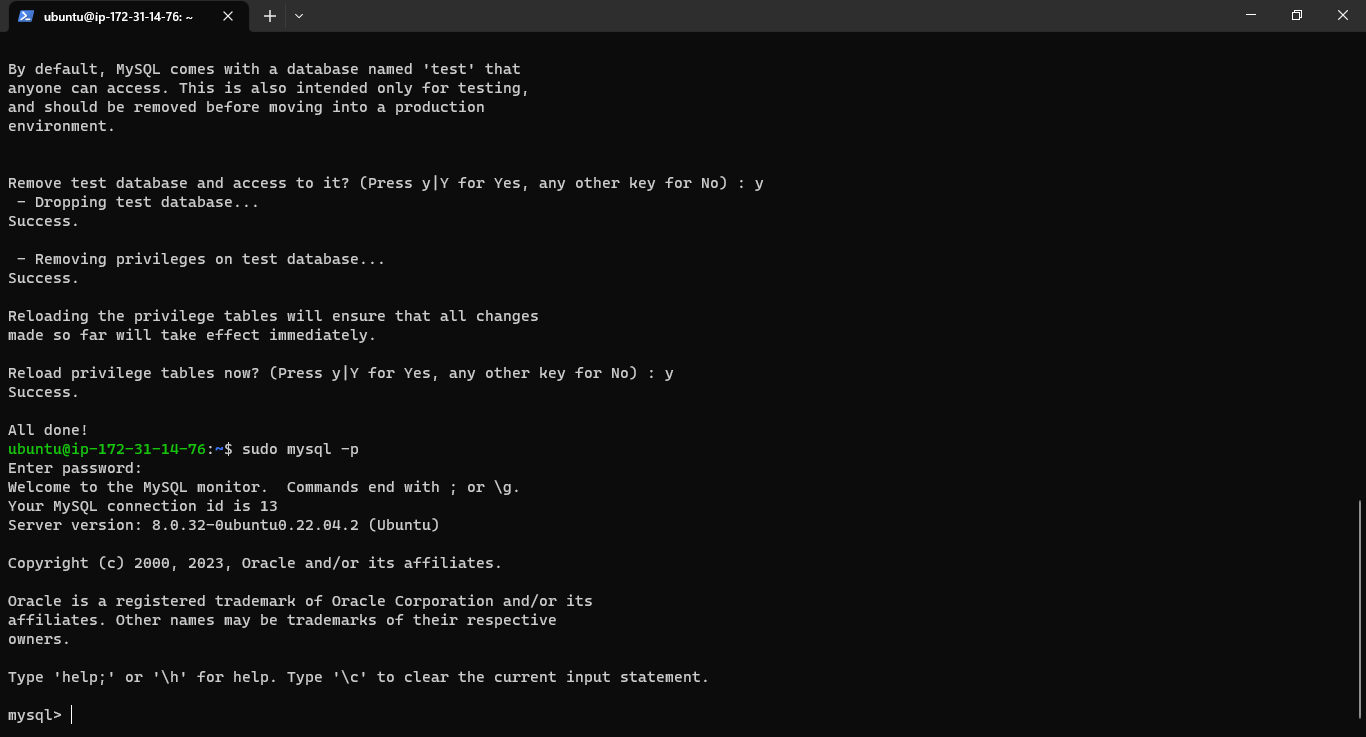 ubuntu@ip-172-31-14-76: ~
By default, MySQL comes with a database named 'test' that
anyone can access. This is also intended only for testing,
and should be removed before moving into a production
environment.
Remove test database and access to it? (Press y|Y for Yes, any other key for No) : y
 - Dropping test database...
Success.
 - Removing privileges on test database...
Success.
Reloading the privilege tables will ensure that all changes
made so far will take effect immediately.
Reload privilege tables now? (Press y|Y for Yes, any other key for No) : y
Success.
All done!
ubuntu@ip-172-31-14-76:~$ sudo mysql -p
Enter password:
Welcome to the MySQL monitor.  Commands end with ; or \g.
Your MySQL connection id is 13
Server version: 8.0.32-0ubuntu0.22.04.2 (Ubuntu)
Copyright (c) 2000, 2023, Oracle and/or its affiliates.
Oracle is a registered trademark of Oracle Corporation and/or its
affiliates. Other names may be trademarks of their respective
owners.
Type 'help;' or '\h' for help. Type '\c' to clear the current input statement.
mysql>